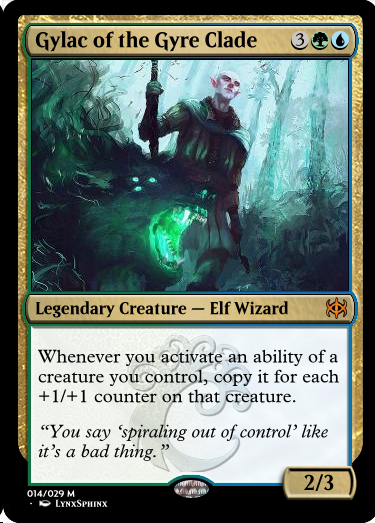 Gylac of the Gyre Clade 3
Legendary Creature — Elf Wizard
Whenever you activate an ability of a
creature you control, copy it for each
+1/+1 counter on that creature.
“You say ‘spiraling out of control’ like
it’s a bad thing.”
2/3
014/029 M
· LynxSphinx